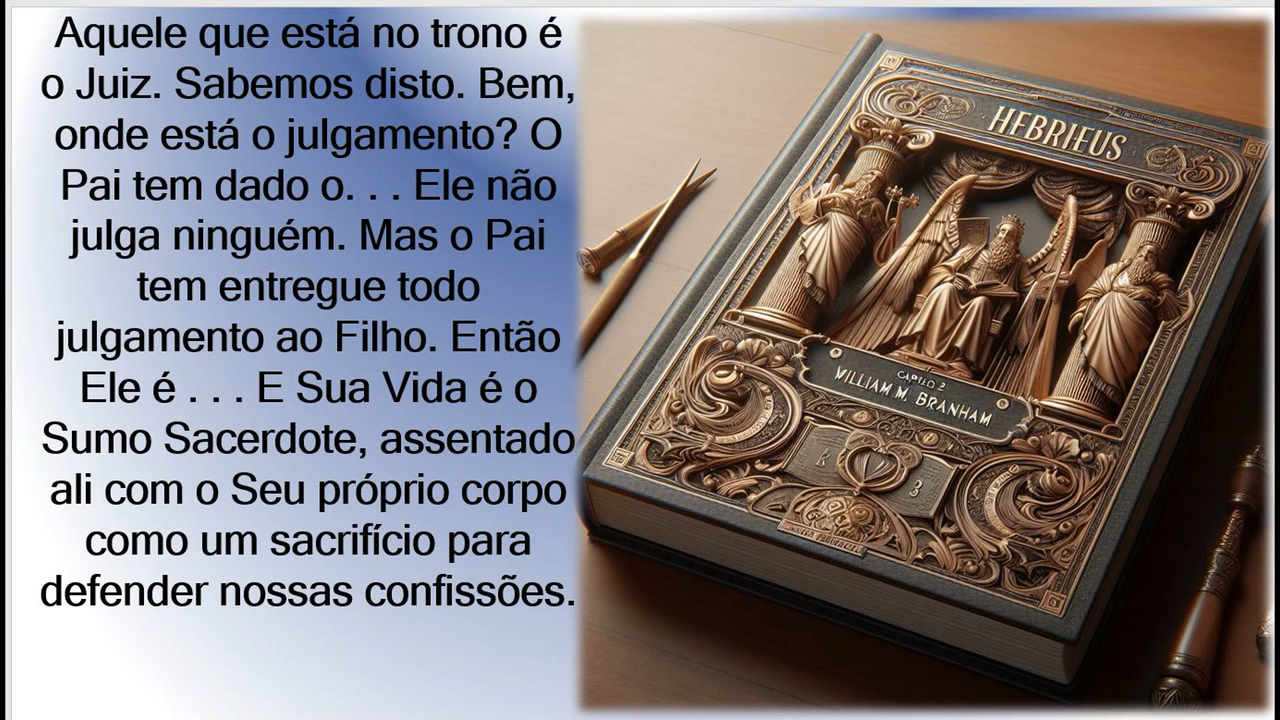 Aquele que está no trono é
o Juiz. Sabemos disto. Bem,
onde está o julgamento? O
Pai tem dado o. . . Ele não
julga ninguém. Mas o Pai
tem entregue todo
julgamento ao Filho. Então
Ele é . . . E Sua Vida é o
Sumo Sacerdote, assentado
ali com o Seu próprio corpo
como um sacrifício para
defender nossas confissões.
HEBRIEUS
WILLIAM M. BRANHAM
R 3